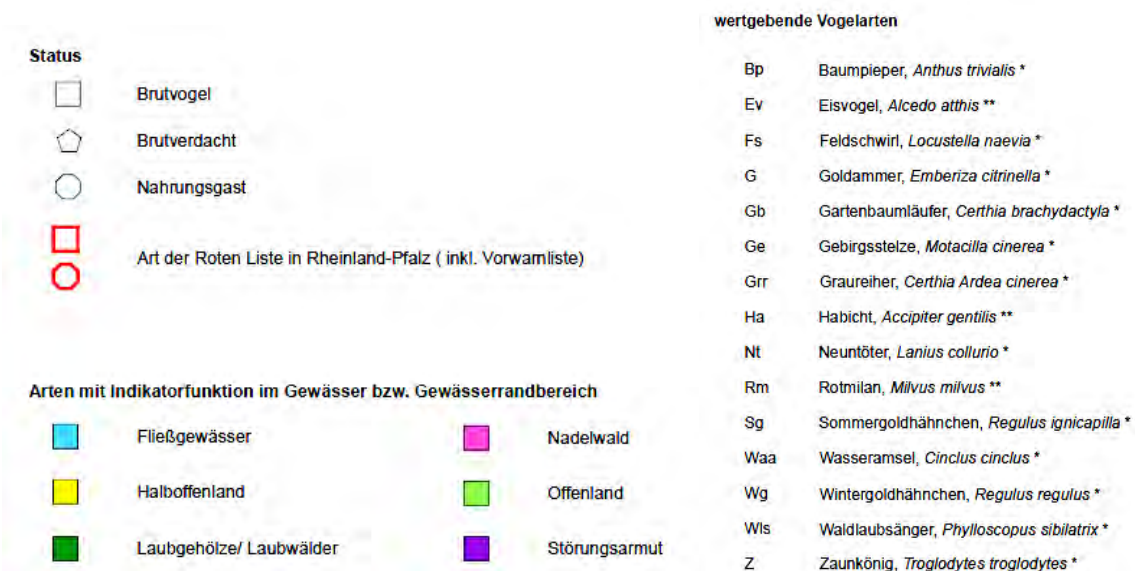 wertgebende Vogelarten
Status
Brutvogel
Brutverdacht
Nahrungsgast
Art der Roten Liste in Rheinland-Pfalz ( inkl. Vorwarnliste)
Arten mit Indikatorfunktion im Gewässer bzw. Gewässerrandbereich
Fließgewässer
Nadelwald
Halboffenland
Offenland
Laubgehölze/ Laubwälder
Störungsarmut
Bp Baumpieper, Anthus trivialis *
Ev Eisvogel, Alcedo atthis **
Fs Feldschwirl, Locustella naevia *
G Goldammer, Emberiza citrinella *
Gb Gartenbaumläufer, Certhia brachydactyla *
Ge Gebirgsstelze, Motacilla cinerea *
Grr Graureiher, Certhia Ardea cinerea *
Ha Habicht, Accipiter gentilis **
Nt Neuntöter, Lanius collurio *
Rm Rotmilan, Milvus milvus **
Sg Sommergoldhähnchen, Regulus ignicapilla *
Waa Wasseramsel, Cinclus cinclus *
Wg Wintergoldhähnchen, Regulus regulus *
Wls Waldlaubsänger, Phylloscopus sibilatrix *
Z Zaunkönig, Troglodytes troglodytes *